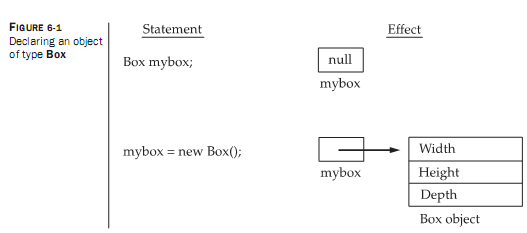 FIGURE 6-1
Declaring an object
of type Box
Statement
Effect
Box mybox;
null
mybox
mybox = new Box();
mybox
Width
Height
Depth
Box object